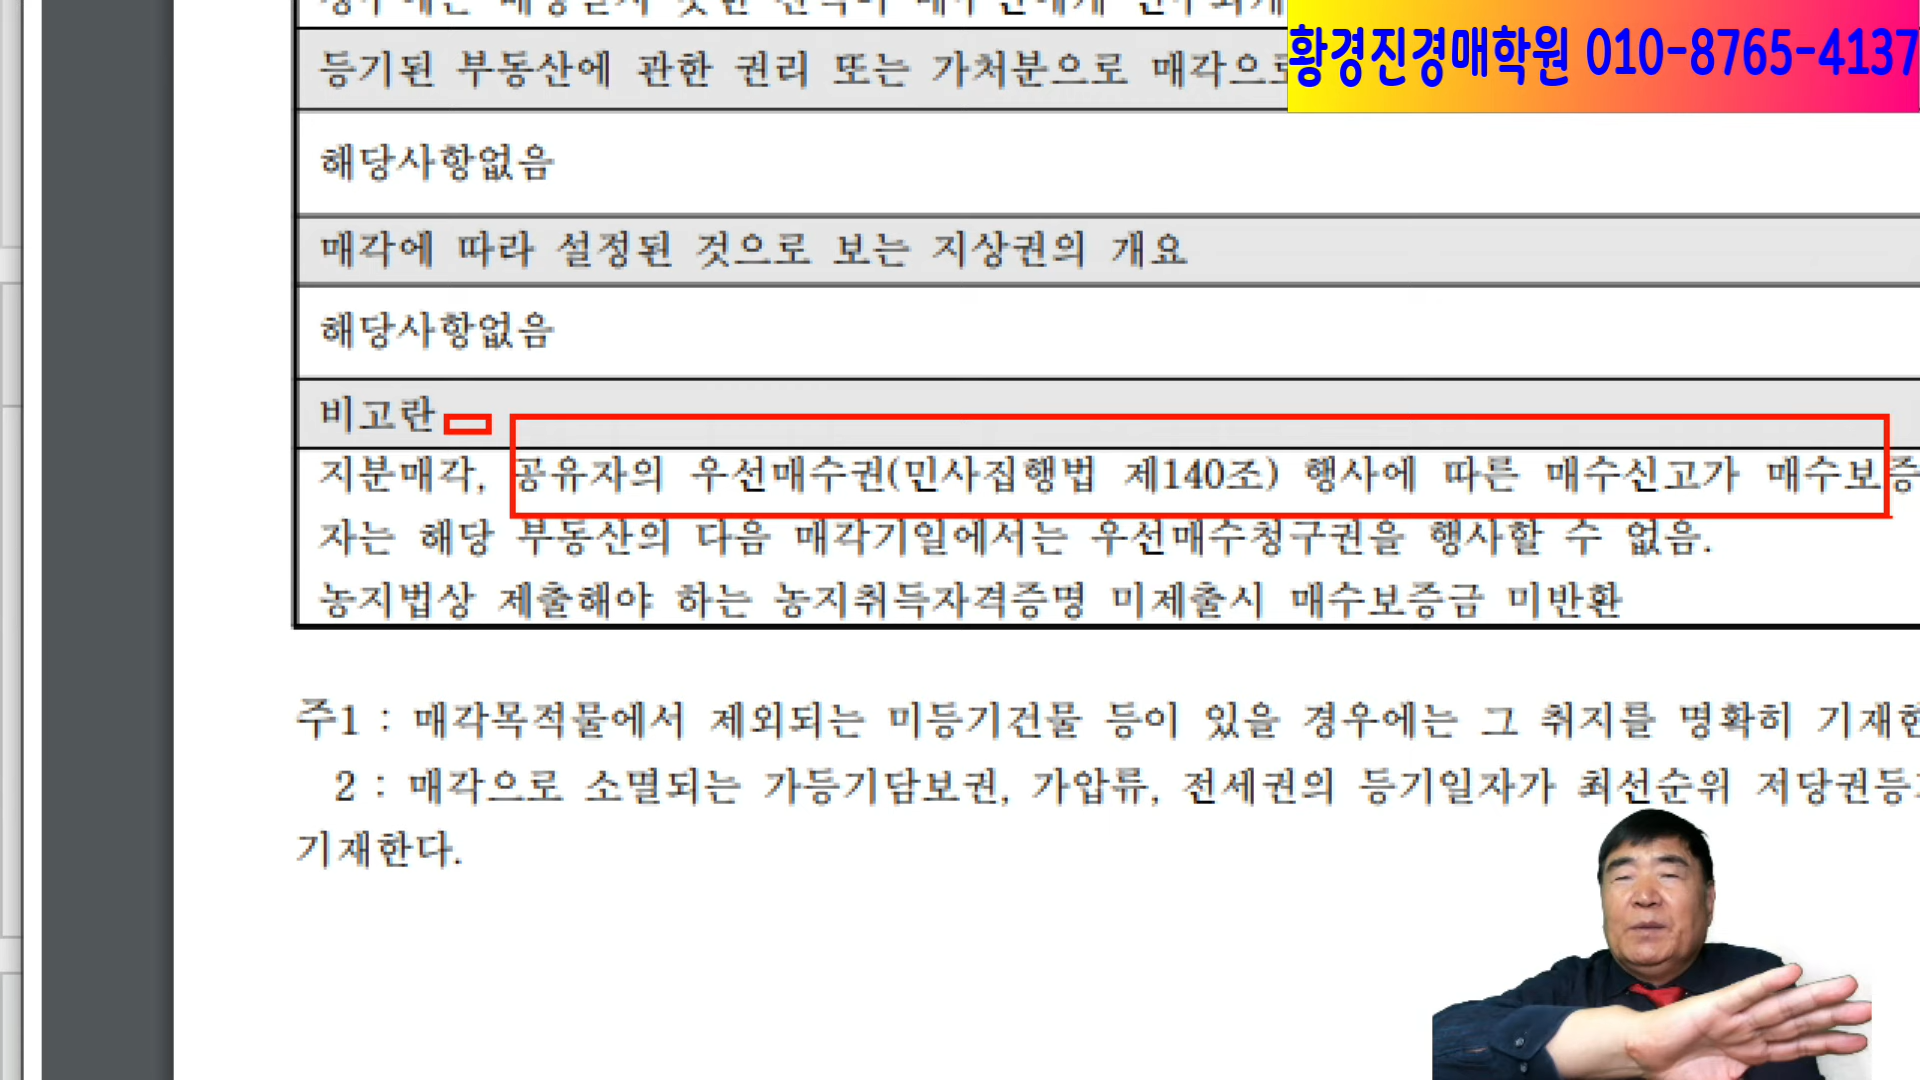 등기된 부동산에 관한 권리 또는 가처분으로 매각으로
황경진경매학원 010-8765-4137
해당사항없음
매각에 따라 설정된 것으로 보는 지상권의 개요
해당사항없음
비고란
지분매각, 공유자의 우선매수권(민사집행법 제140조) 행사에 따른 매수신고가 매수보증
자는 해당 부동산의 다음 매각기일에서는 우선매수청구권을 행사할 수 없음.
농지법상 제출해야 하는 농지취득자격증명 미제출시 매수보증금 미반환
주1 : 매각목적물에서 제외되는 미등기건물 등이 있을 경우에는 그 취지를 명확히 기재한
2 : 매각으로 소멸되는 가등기담보권, 가압류, 전세권의 등기일자가 최선순위 저당권등기
기재한다.